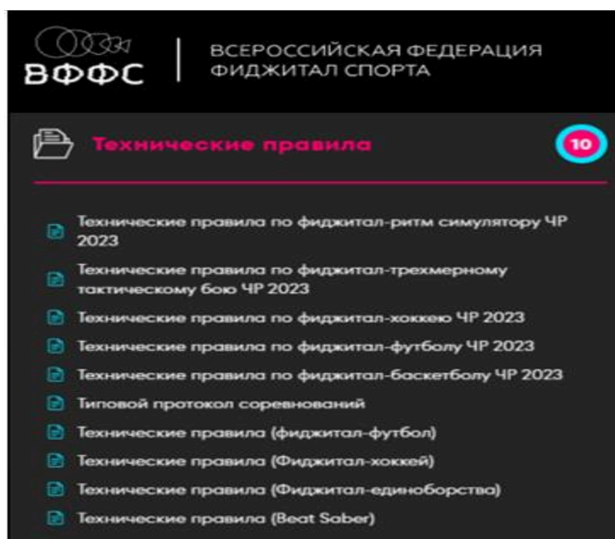 ВФФС
ВСЕРОССИЙСКАЯ ФЕДЕРАЦИЯ
ФИДЖИТАЛ СПОРТА
Технические правила
10
Технические правила по фиджитал-ритм симулятору ЧР
2023
Технические правила по фиджитал-трехмерному
тактическому бою ЧР 2023
Технические правила по фиджитал-хоккею ЧР 2023
Технические правила по фиджитал-футболу ЧР 2023
Технические правила по фиджитал-баскетболу ЧР 2023
Типовой протокол соревнований
Технические правила (фиджитал-футбол)
Технические правила (Фиджитал-хоккей)
Технические правила (Фиджитал-единоборства)
Технические правила (Beat Saber)